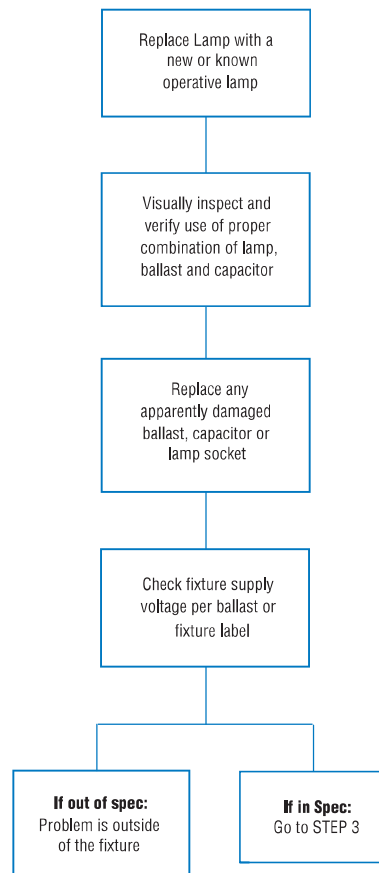 Replace Lamp with a
new or known
operative lamp
Visually inspect and
verify use of proper
combination of lamp,
ballast and capacitor
Replace any
apparently damaged
ballast, capacitor or
lamp socket
Check fixture supply
voltage per ballast or
fixture label
If out of spec:
Problem is outside
of the fixture
If in Spec:
Go to STEP 3